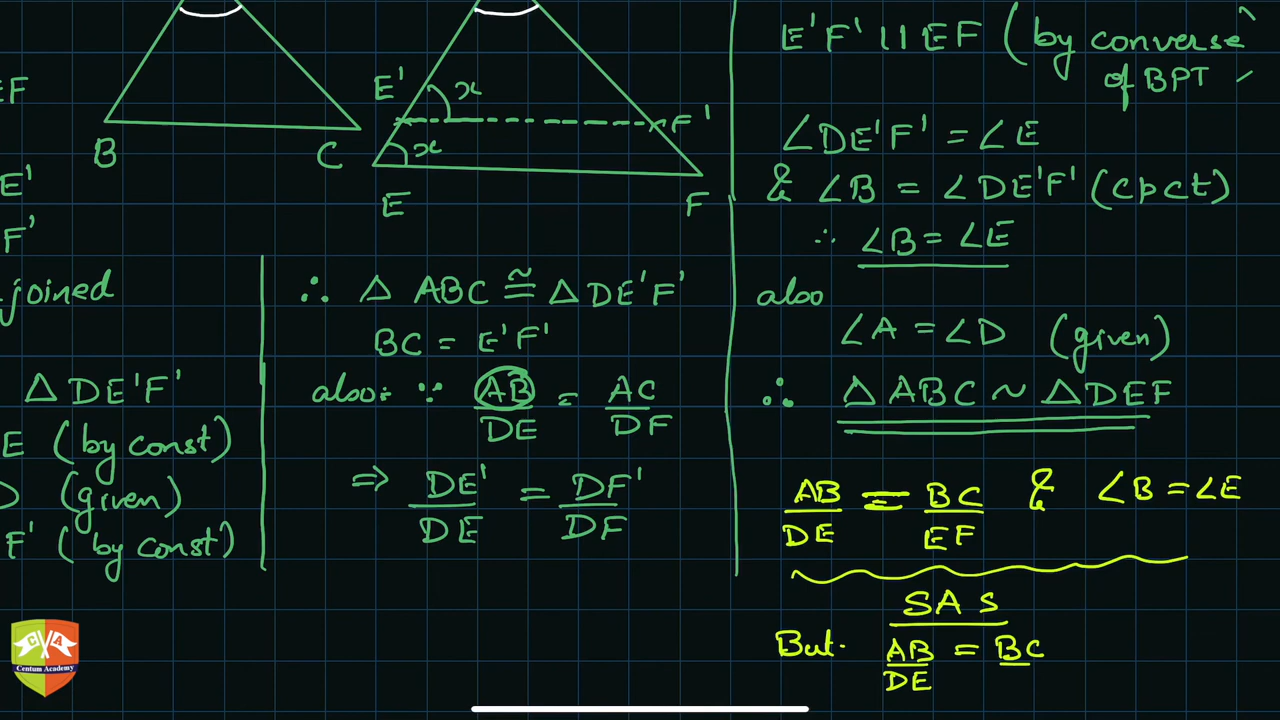 EF
B
C
E'
x
F'
x
E
F
E'
F'
joined
△ DE'F'
E (by const)
D (given)
F' (by const)
∴ △ ABC ≅ △ DE'F'
BC = E'F'
also: ∵ AB/DE = AC/DF
⇒ DE'/DE = DF'/DF
E'F' || EF (by converse
of BPT
∠DE'F' = ∠E
& ∠B = ∠DE'F' (cpct)
∴ ∠B = ∠E
also
∠A = ∠D (given)
∴ △ ABC ~ △ DEF
AB/DE = BC/EF & ∠B = ∠E
SAS
But. AB/DE = BC
CA
Centum Academy